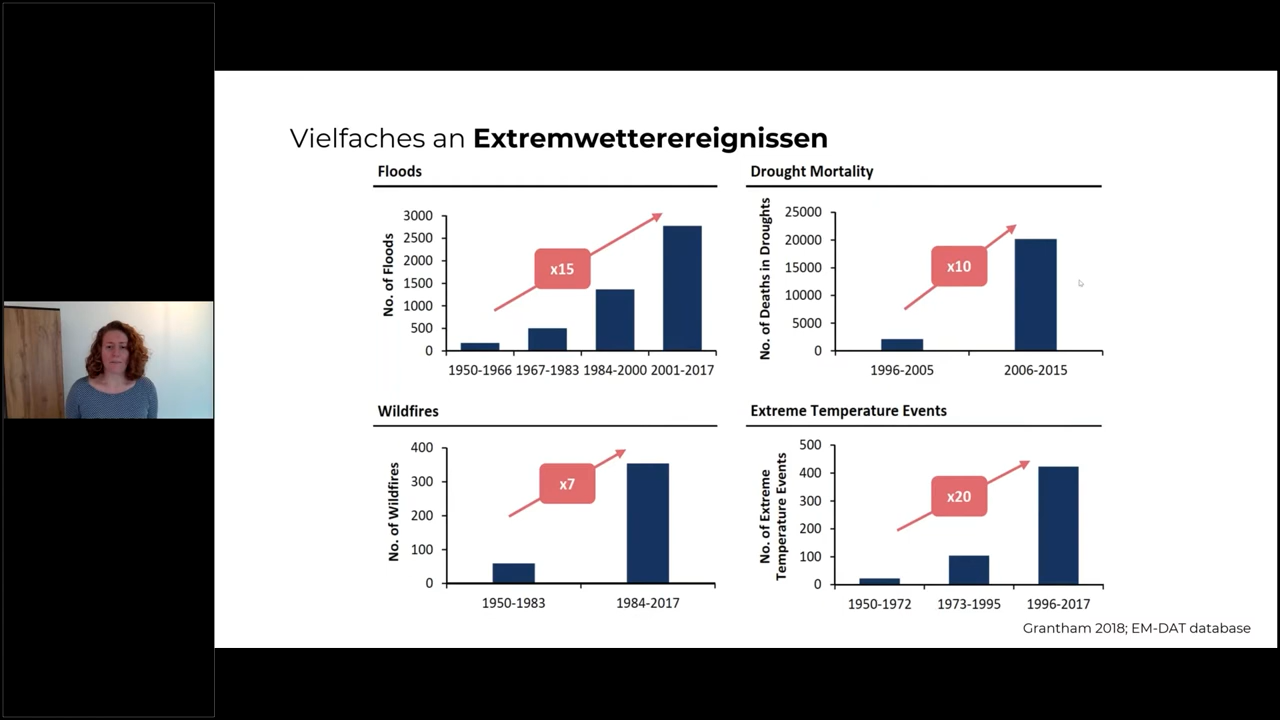 Vielfaches an Extremwetterereignissen
Floods
No. of Floods
3000
2500
2000
1500
1000
500
0
x15
1950-1966 1967-1983 1984-2000 2001-2017
Drought Mortality
No. of Deaths in Droughts
25000
20000
15000
10000
5000
0
x10
1996-2005 2006-2015
Wildfires
No. of Wildfires
400
300
200
100
0
x7
1950-1983 1984-2017
Extreme Temperature Events
No. of Extreme
Temperature Events
500
400
300
200
100
0
x20
1950-1972 1973-1995 1996-2017
Grantham 2018; EM-DAT database